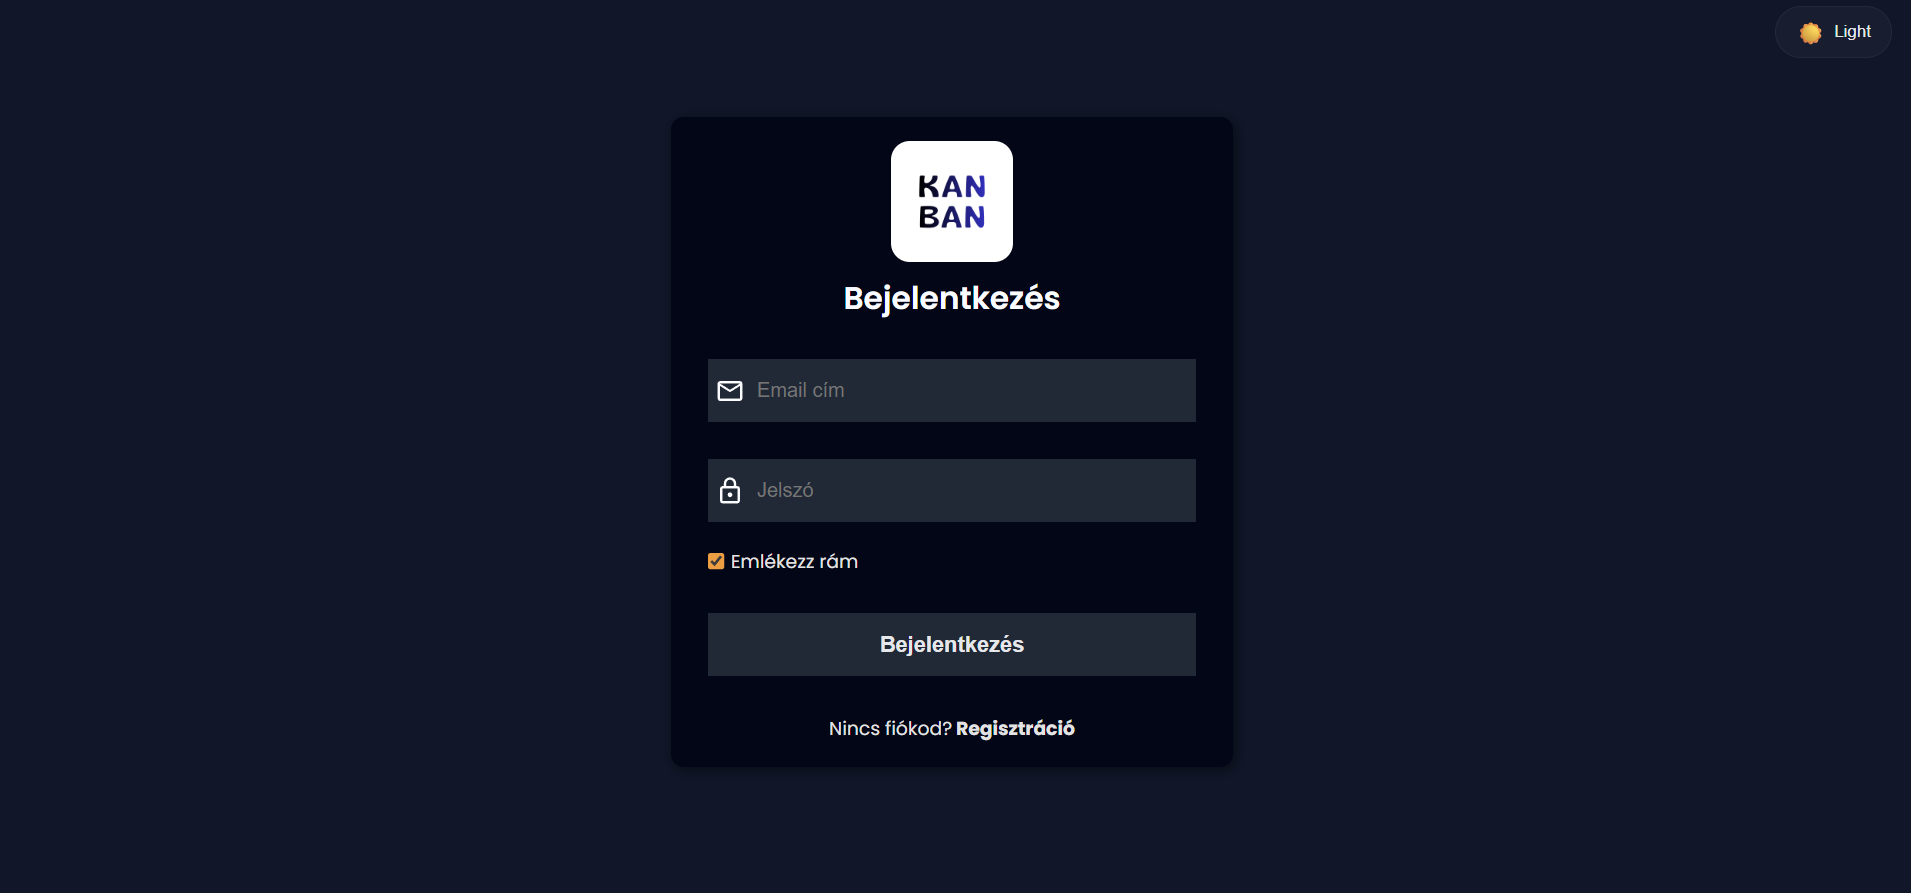 Light
KAN
BAN
Bejelentkezés
Email cím
Jelszó
Emlékezz rám
Bejelentkezés
Nincs fiókod? Regisztráció